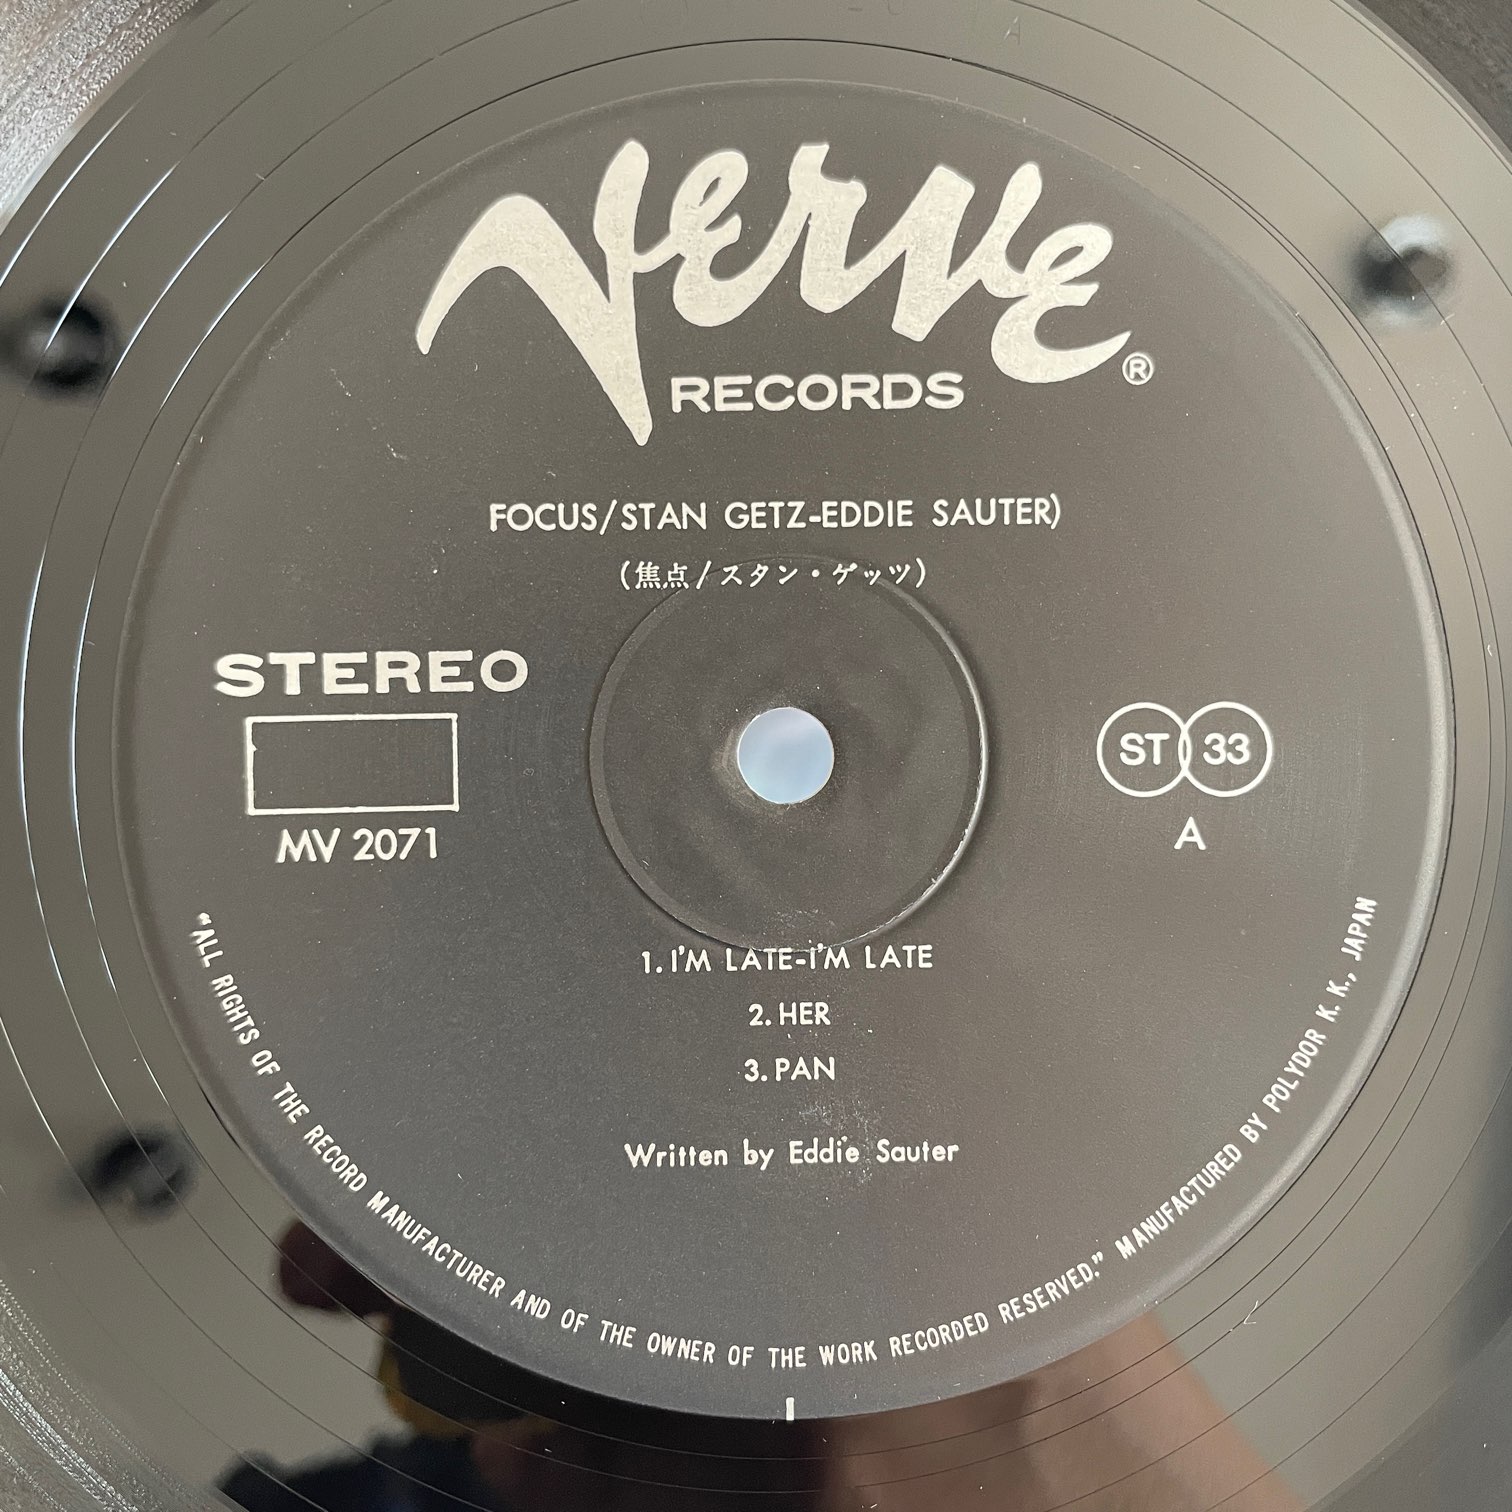 Verve ®
RECORDS
FOCUS/STAN GETZ-EDDIE SAUTER)
(焦点/スタン・ゲッツ)
STEREO
MV 2071
ST 33
A
1. I'M LATE-I'M LATE
2. HER
3. PAN
Written by Eddie Sauter
"ALL RIGHTS OF THE RECORD MANUFACTURER AND OF THE OWNER OF THE WORK RECORDED RESERVED." MANUFACTURED BY POLYDOR K. K., JAPAN